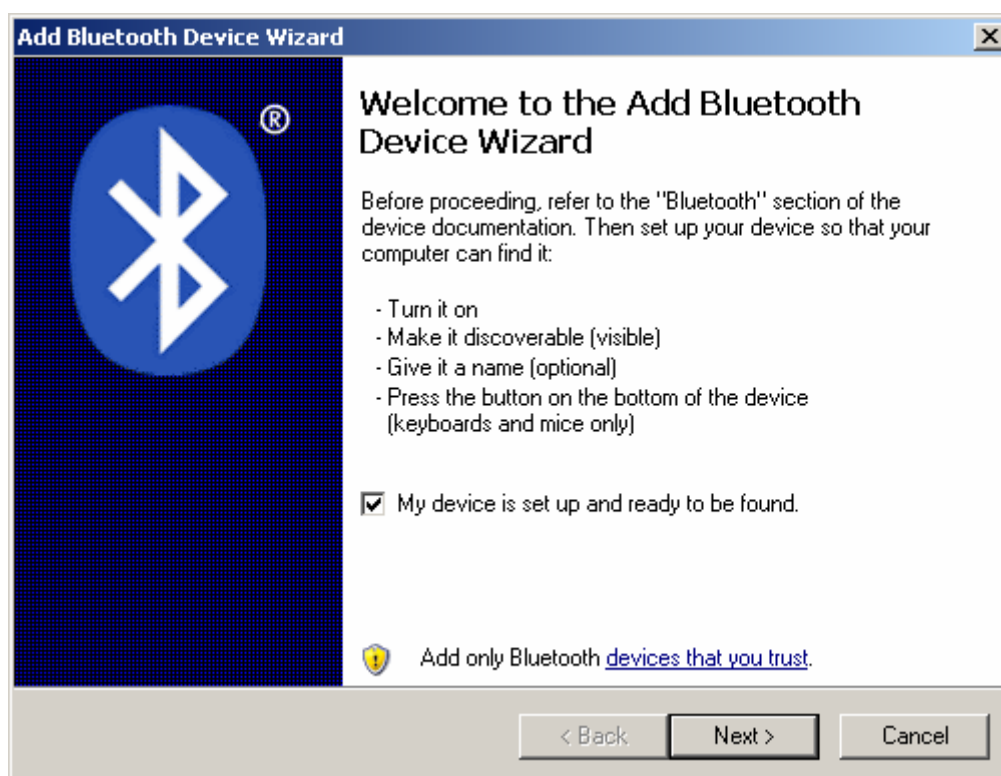 Add Bluetooth Device Wizard
®
Welcome to the Add Bluetooth
Device Wizard
Before proceeding, refer to the "Bluetooth" section of the
device documentation. Then set up your device so that your
computer can find it:
- Turn it on
- Make it discoverable (visible)
- Give it a name (optional)
- Press the button on the bottom of the device
(keyboards and mice only)
My device is set up and ready to be found.
Add only Bluetooth devices that you trust.
< Back Next > Cancel